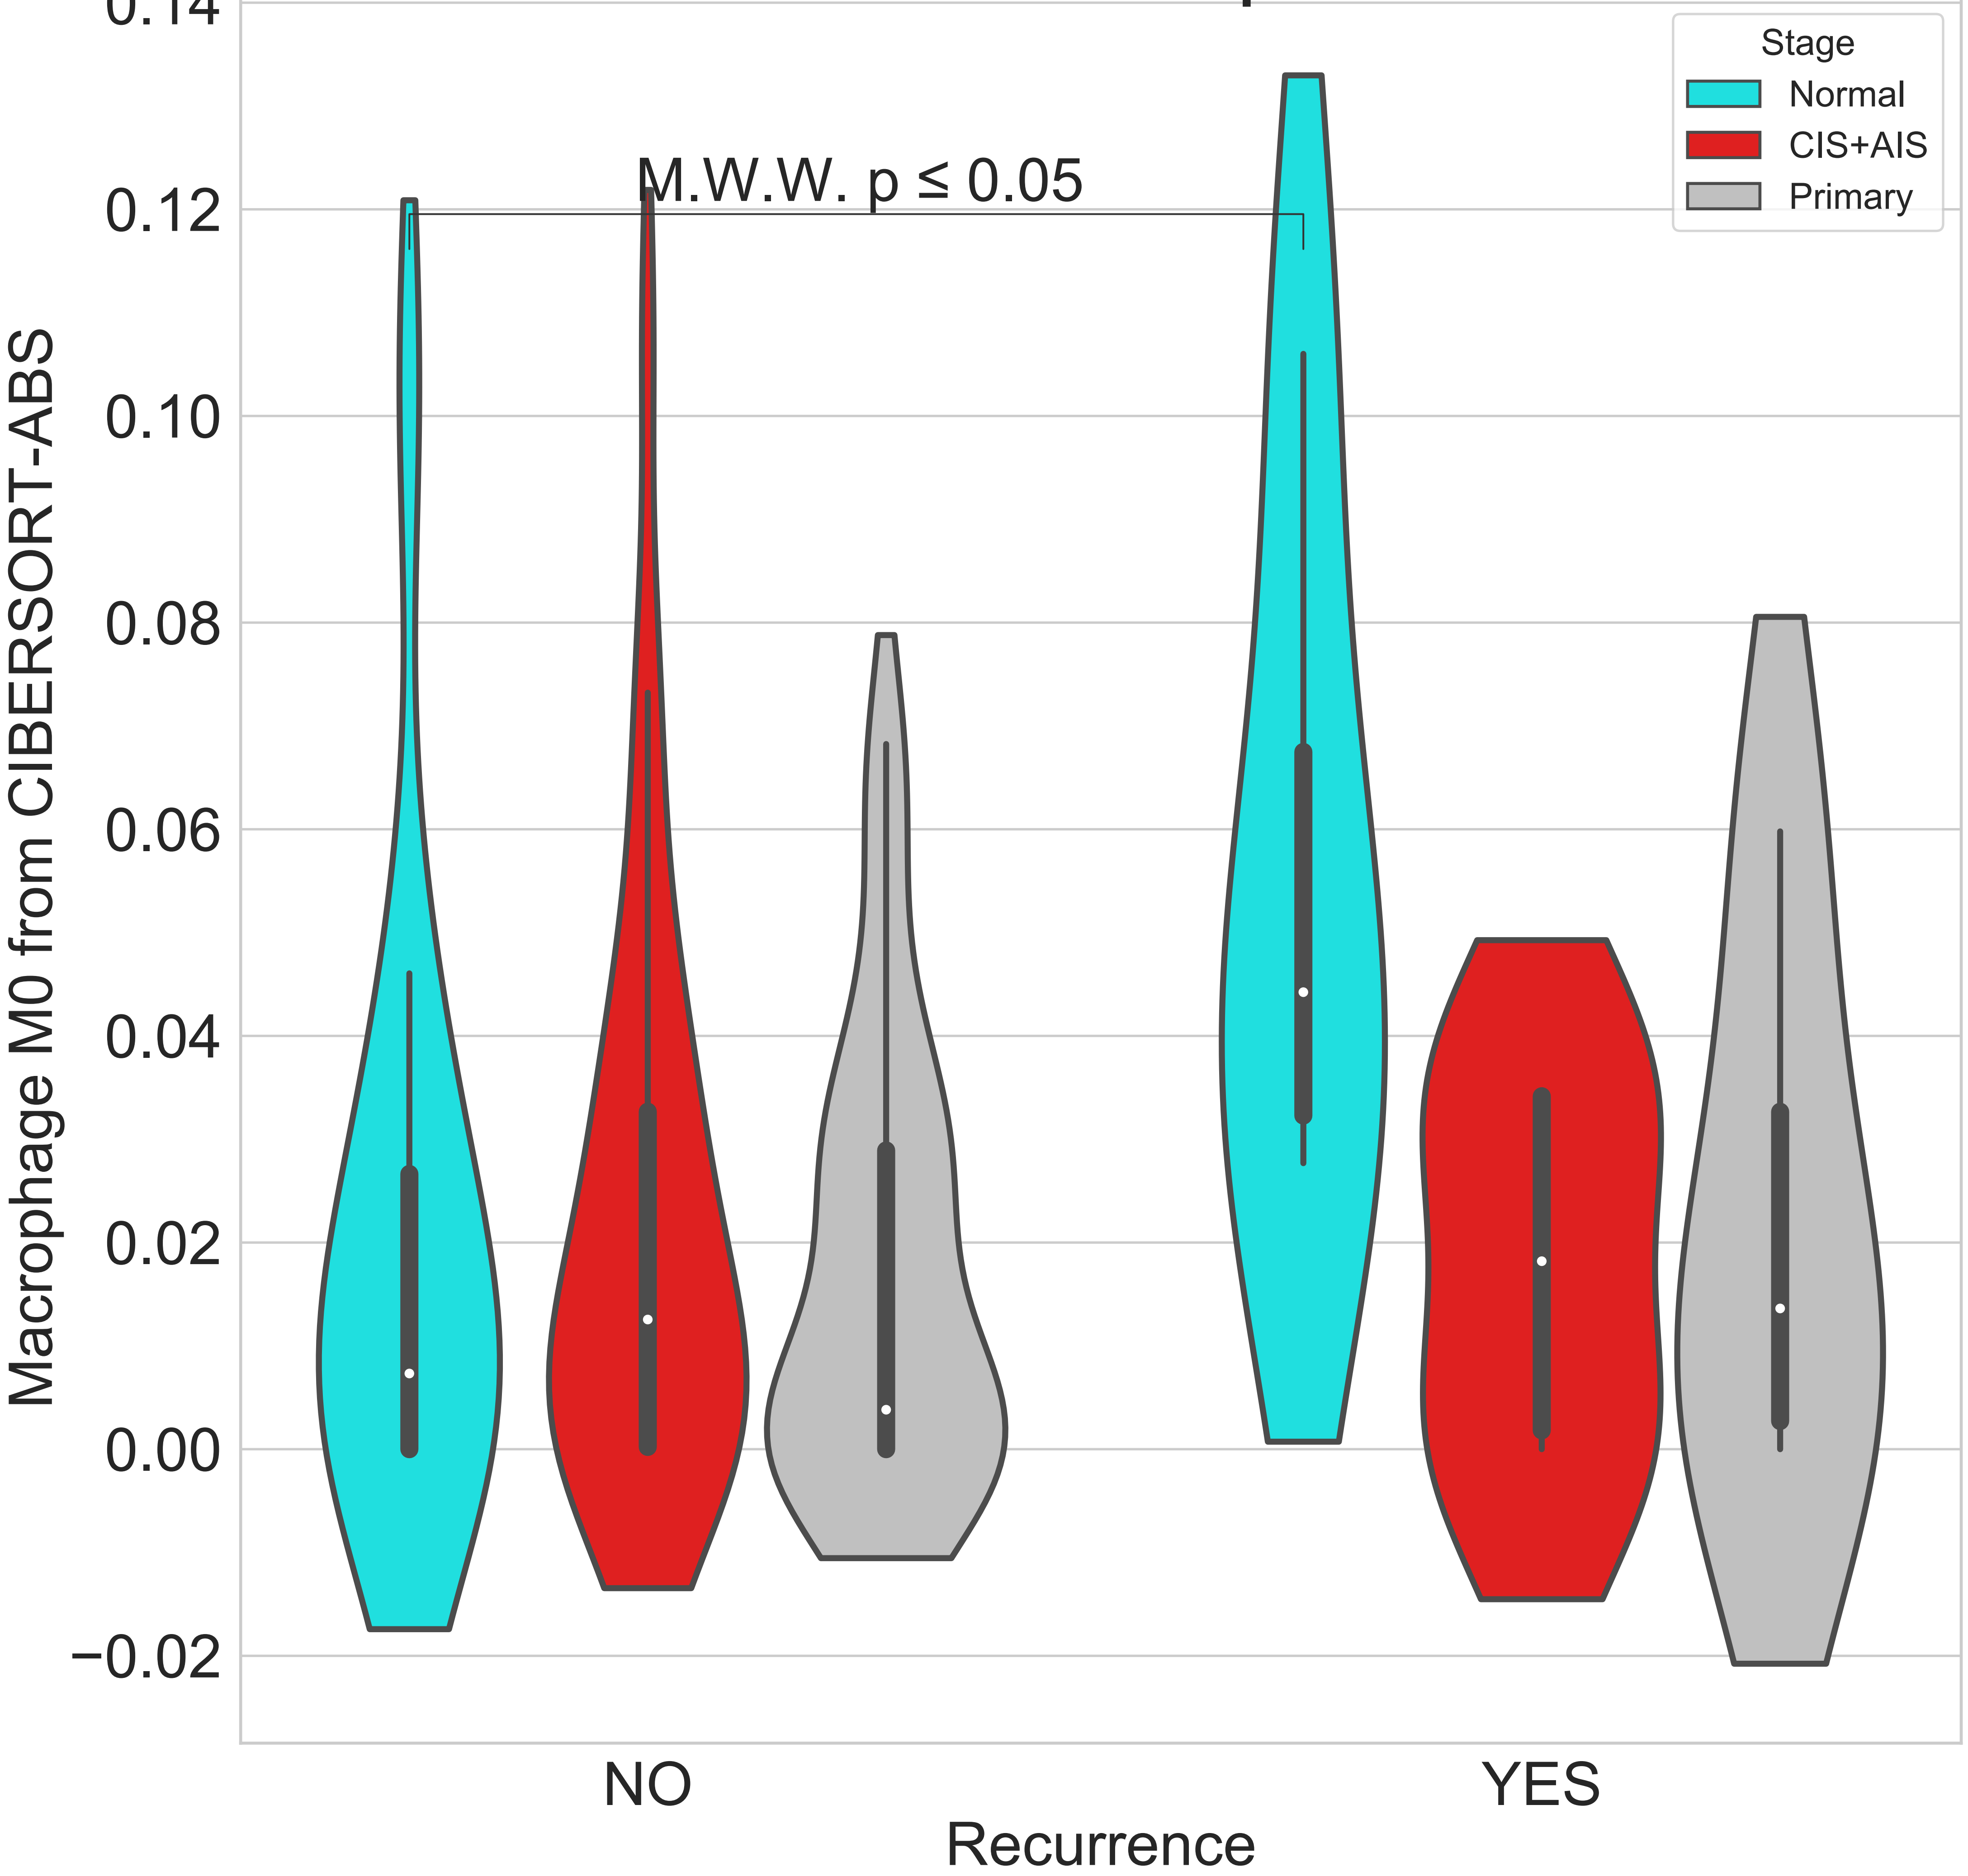 0.14
Stage
Normal
CIS+AIS
Primary
M.W.W. p ≤ 0.05
0.12
0.10
0.08
0.06
0.04
0.02
0.00
−0.02
Macrophage M0 from CIBERSORT-ABS
NO
YES
Recurrence